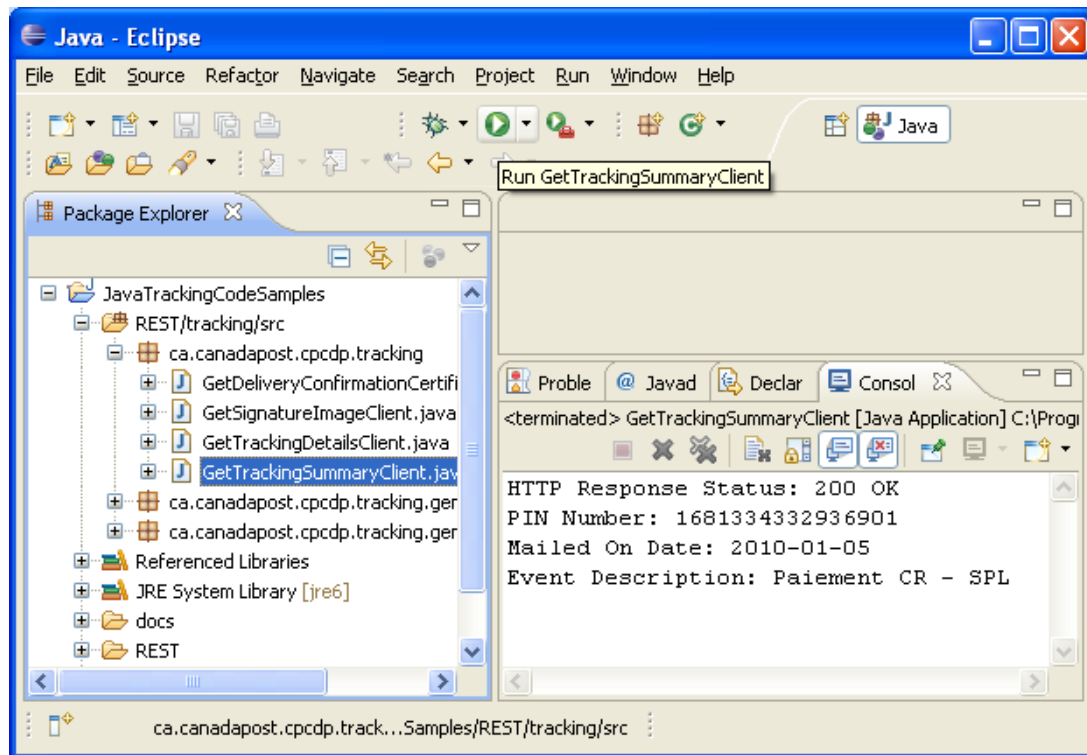 Java - Eclipse
File Edit Source Refactor Navigate Search Project Run Window Help
Java
Run GetTrackingSummaryClient
Package Explorer
JavaTrackingCodeSamples
REST/tracking/src
ca.canadapost.cpcdp.tracking
GetDeliveryConfirmationCertifi
GetSignatureImageClient.java
GetTrackingDetailsClient.java
GetTrackingSummaryClient.jav
ca.canadapost.cpcdp.tracking.ger
ca.canadapost.cpcdp.tracking.ger
Referenced Libraries
JRE System Library [jre6]
docs
REST
Proble @ Javad Declar Consol
<terminated> GetTrackingSummaryClient [Java Application] C:\Progr
HTTP Response Status: 200 OK
PIN Number: 1681334332936901
Mailed On Date: 2010-01-05
Event Description: Paiement CR - SPL
ca.canadapost.cpcdp.track...Samples/REST/tracking/src